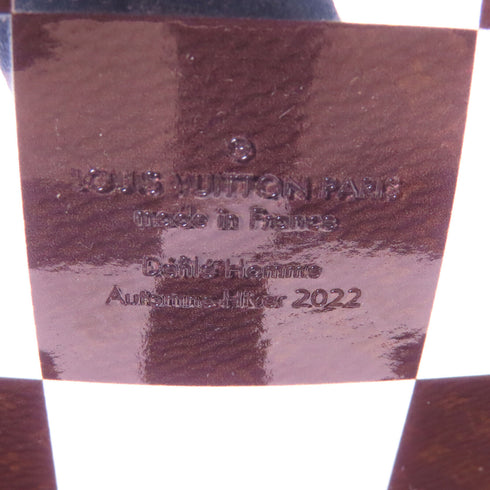 LOUIS VUITTON PARIS
made in France
Défilé Homme
Automne-Hiver 2022